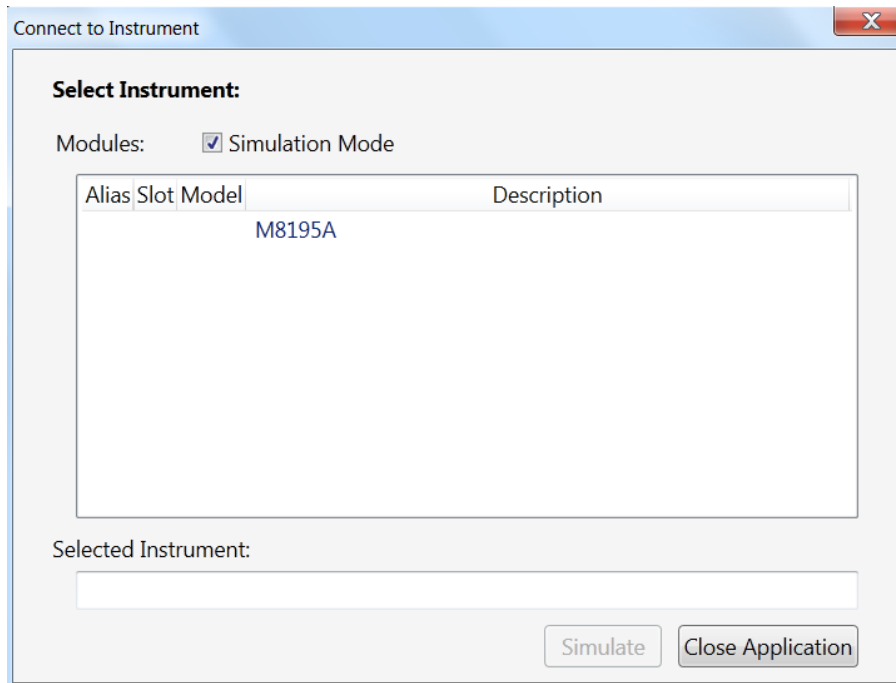 Connect to Instrument
X
Select Instrument:
Modules: Simulation Mode
Alias Slot Model Description
M8195A
Selected Instrument:
Simulate Close Application